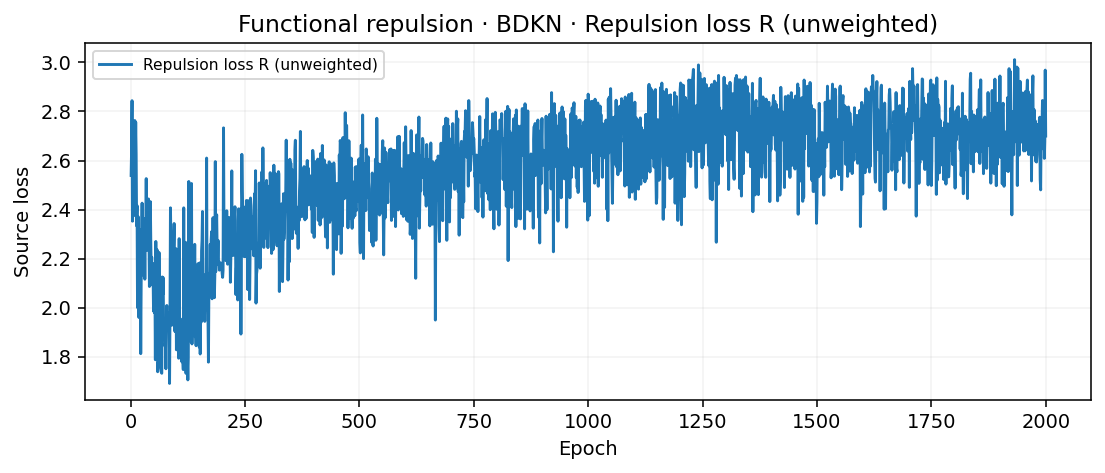 Functional repulsion · BDKN · Repulsion loss R (unweighted)
Repulsion loss R (unweighted)
Source loss
3.0
2.8
2.6
2.4
2.2
2.0
1.8
0 250 500 750 1000 1250 1500 1750 2000
Epoch